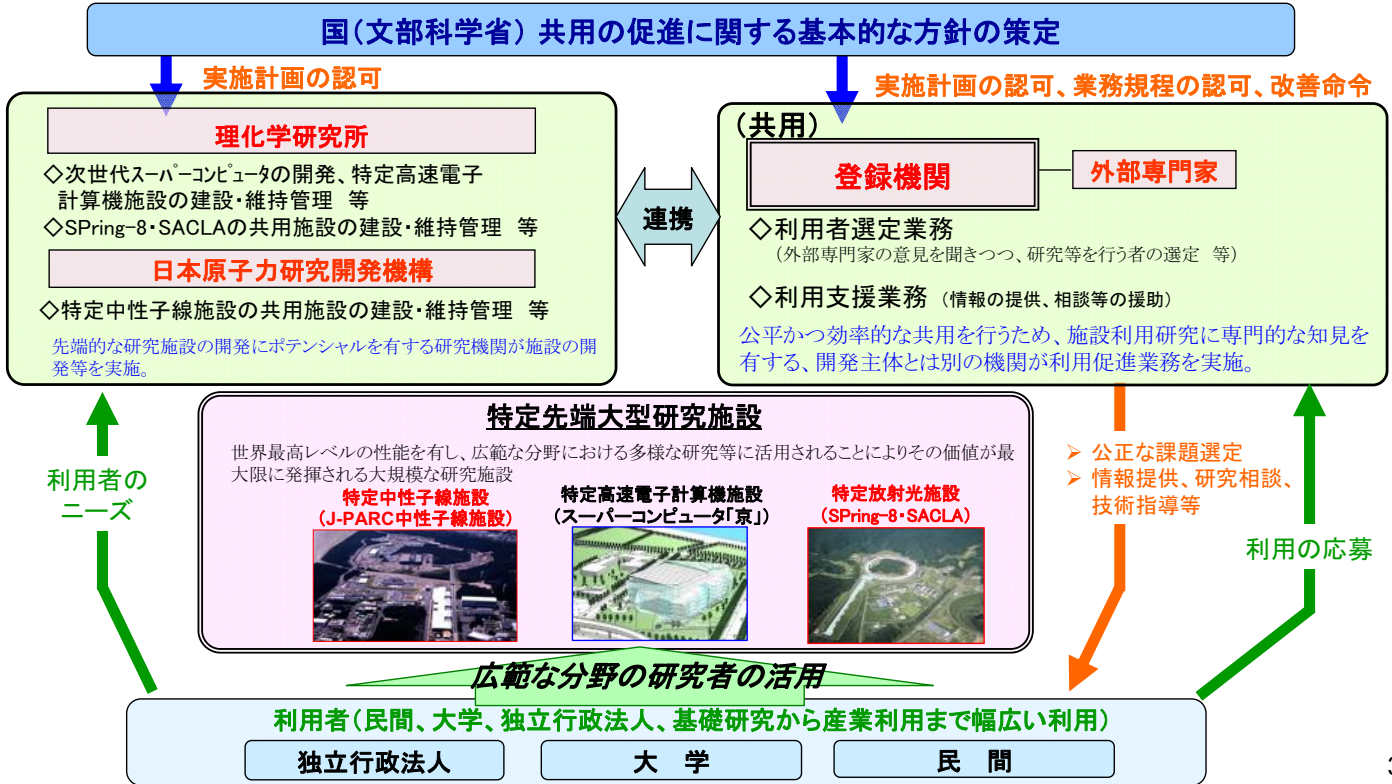 国(文部科学省) 共用の促進に関する基本的な方針の策定
実施計画の認可
実施計画の認可、業務規程の認可、改善命令
理化学研究所
◇次世代スーパーコンピュータの開発、特定高速電子
計算機施設の建設・維持管理 等
◇SPring-8・SACLAの共用施設の建設・維持管理 等
日本原子力研究開発機構
◇特定中性子線施設の共用施設の建設・維持管理 等
先端的な研究施設の開発にポテンシャルを有する研究機関が施設の開
発等を実施。
連携
(共用)
登録機関
外部専門家
◇利用者選定業務
(外部専門家の意見を聞きつつ、研究等を行う者の選定 等)
◇利用支援業務 (情報の提供、相談等の援助)
公平かつ効率的な共用を行うため、施設利用研究に専門的な知見を
有する、開発主体とは別の機関が利用促進業務を実施。
特定先端大型研究施設
世界最高レベルの性能を有し、広範な分野における多様な研究等に活用されることによりその価値が最
大限に発揮される大規模な研究施設
特定中性子線施設
(J-PARC中性子線施設)
特定高速電子計算機施設
(スーパーコンピュータ「京」)
特定放射光施設
(SPring-8・SACLA)
利用者の
ニーズ
➢ 公正な課題選定
➢ 情報提供、研究相談、
技術指導等
利用の応募
広範な分野の研究者の活用
利用者(民間、大学、独立行政法人、基礎研究から産業利用まで幅広い利用)
独立行政法人
大 学
民 間